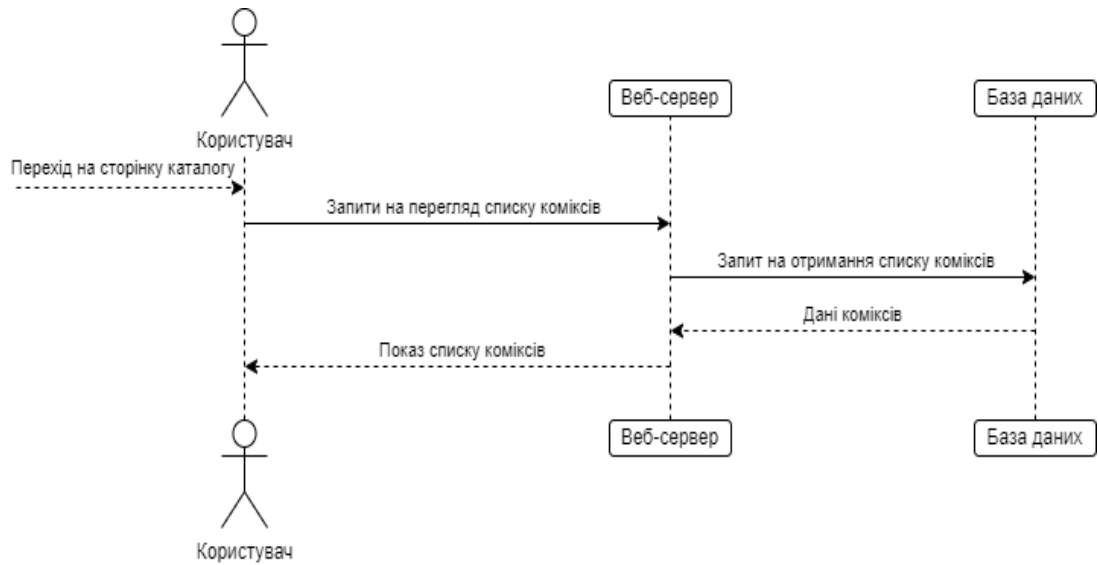 Веб-сервер
База даних
Користувач
Перехід на сторінку каталогу
Запити на перегляд списку коміксів
Запит на отримання списку коміксів
Дані коміксів
Показ списку коміксів
Веб-сервер
База даних
Користувач